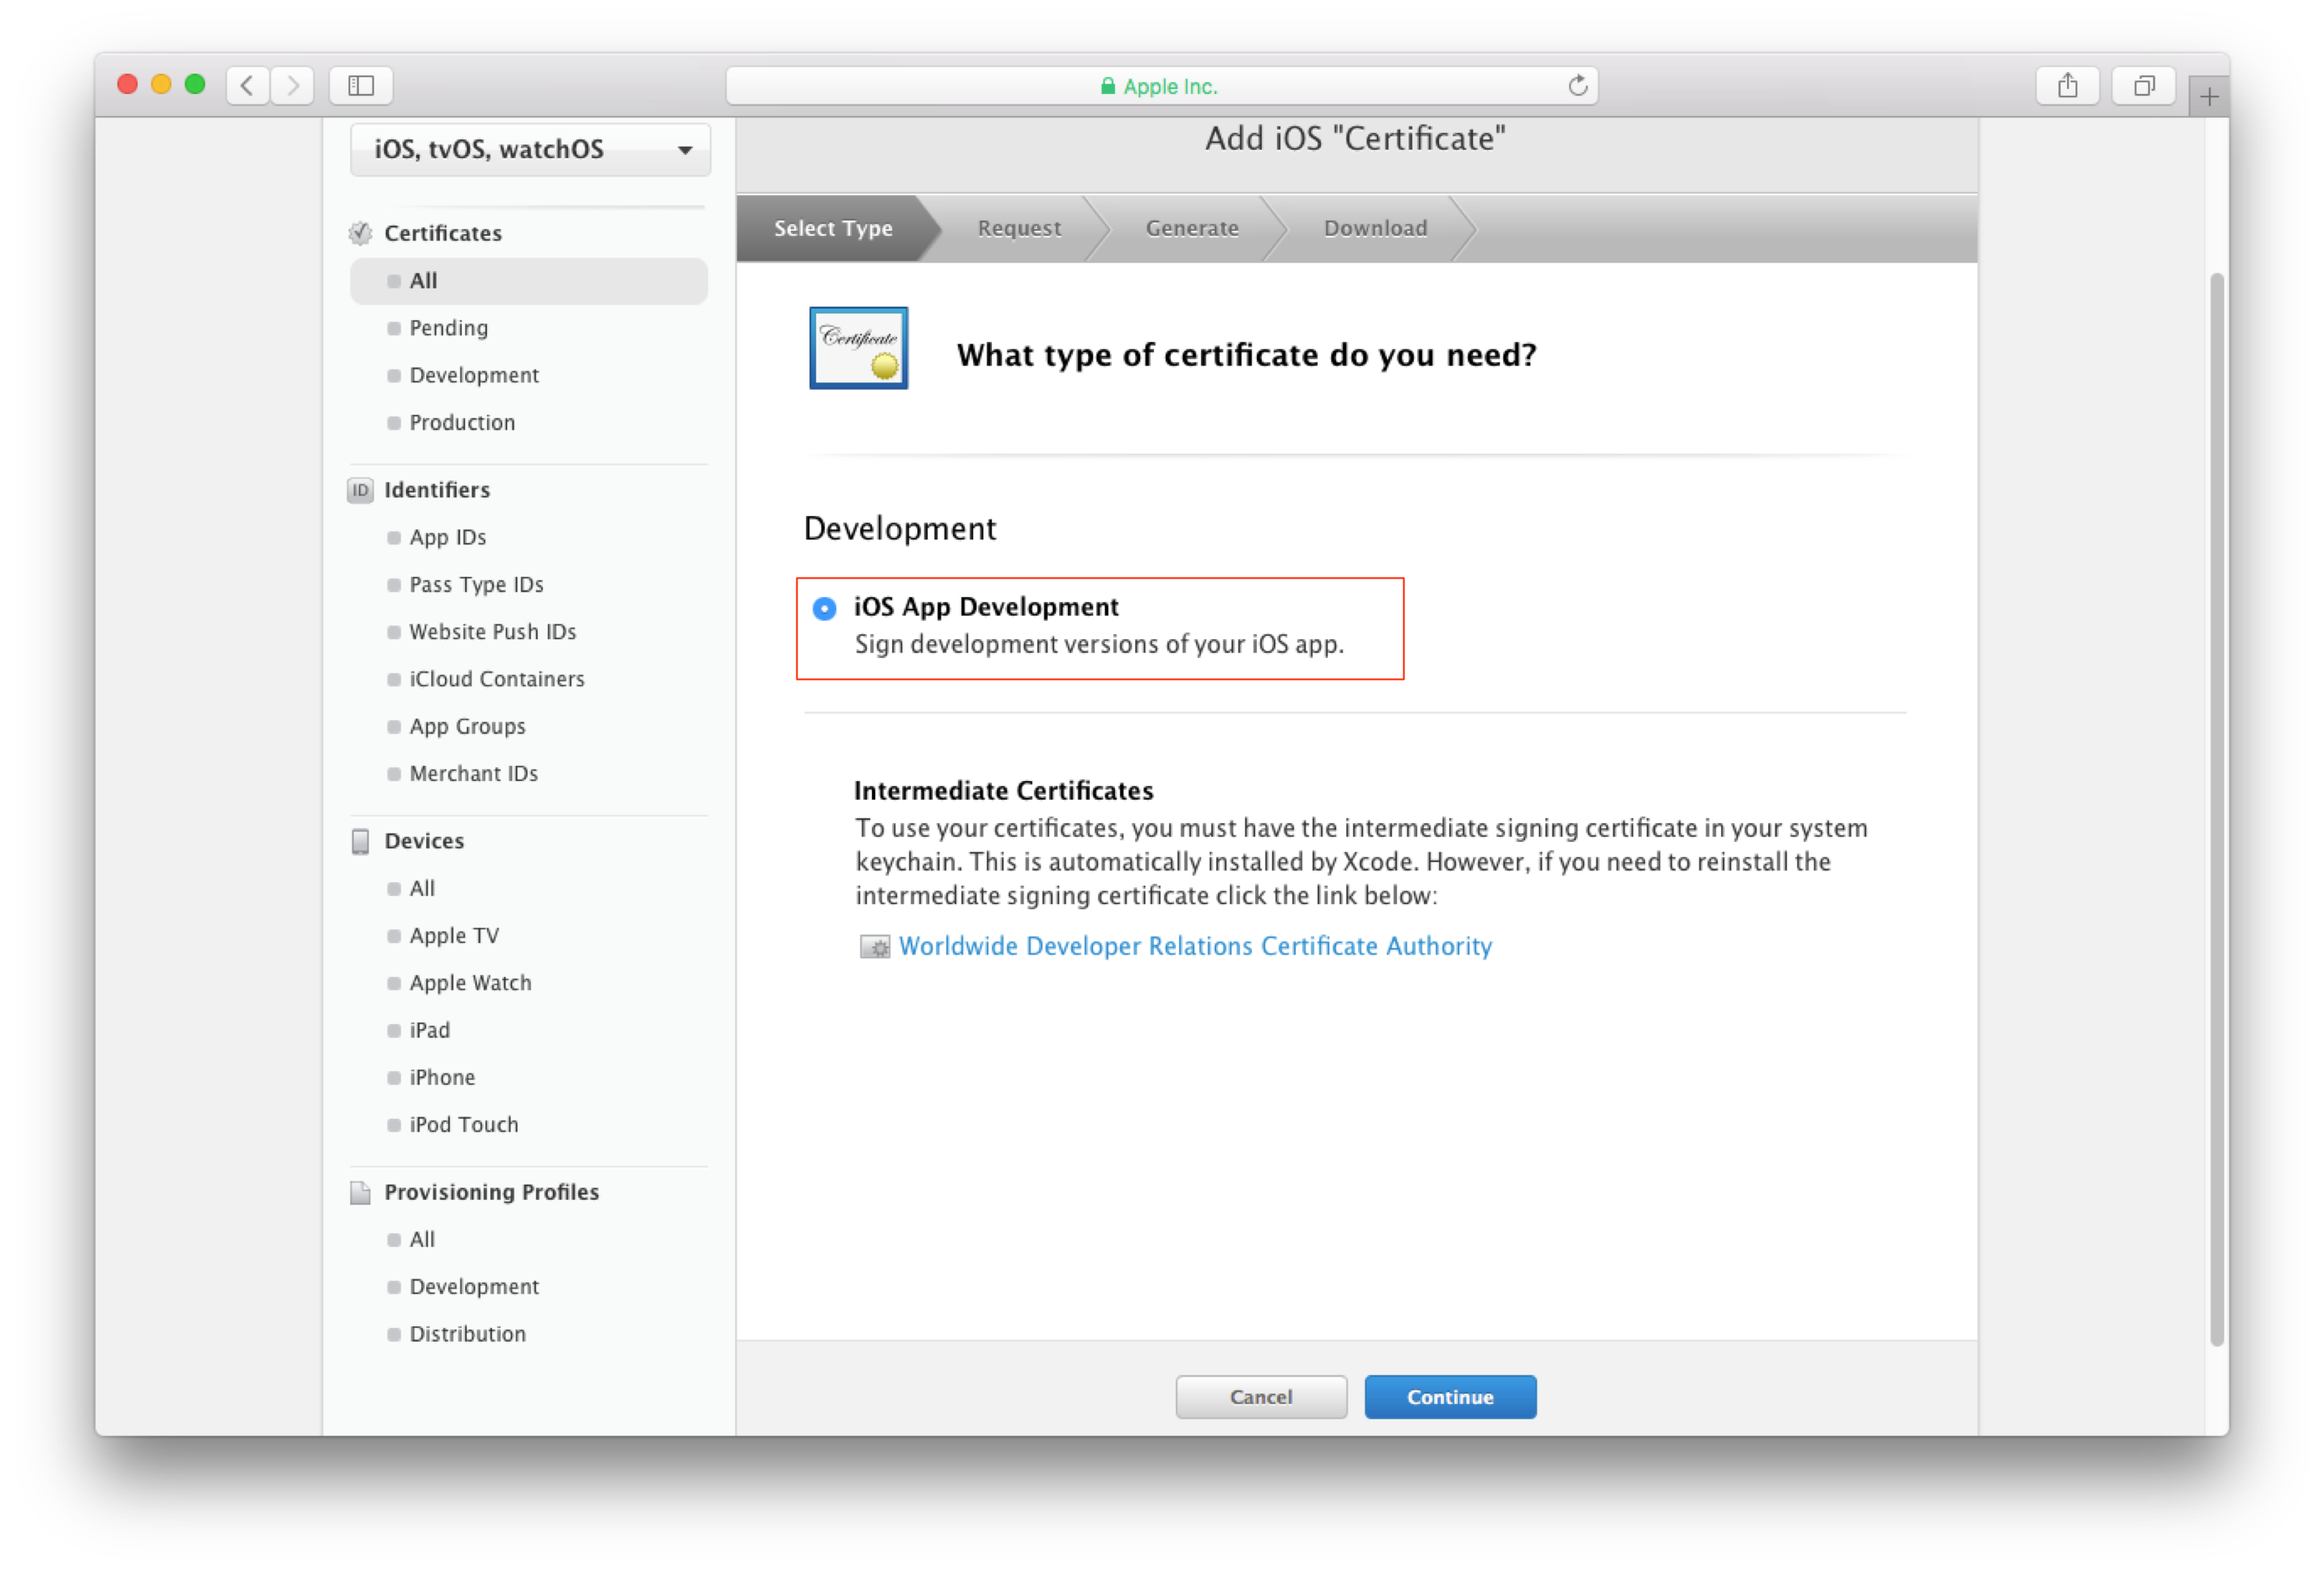 Apple Inc.
iOS, tvOS, watchOS
Certificates
All
Pending
Development
Production
ID Identifiers
App IDs
Pass Type IDs
Website Push IDs
iCloud Containers
App Groups
Merchant IDs
Devices
All
Apple TV
Apple Watch
iPad
iPhone
iPod Touch
Provisioning Profiles
All
Development
Distribution
Add iOS "Certificate"
Select Type Request Generate Download
Certificate
What type of certificate do you need?
Development
iOS App Development
Sign development versions of your iOS app.
Intermediate Certificates
To use your certificates, you must have the intermediate signing certificate in your system
keychain. This is automatically installed by Xcode. However, if you need to reinstall the
intermediate signing certificate click the link below:
Worldwide Developer Relations Certificate Authority
Cancel Continue